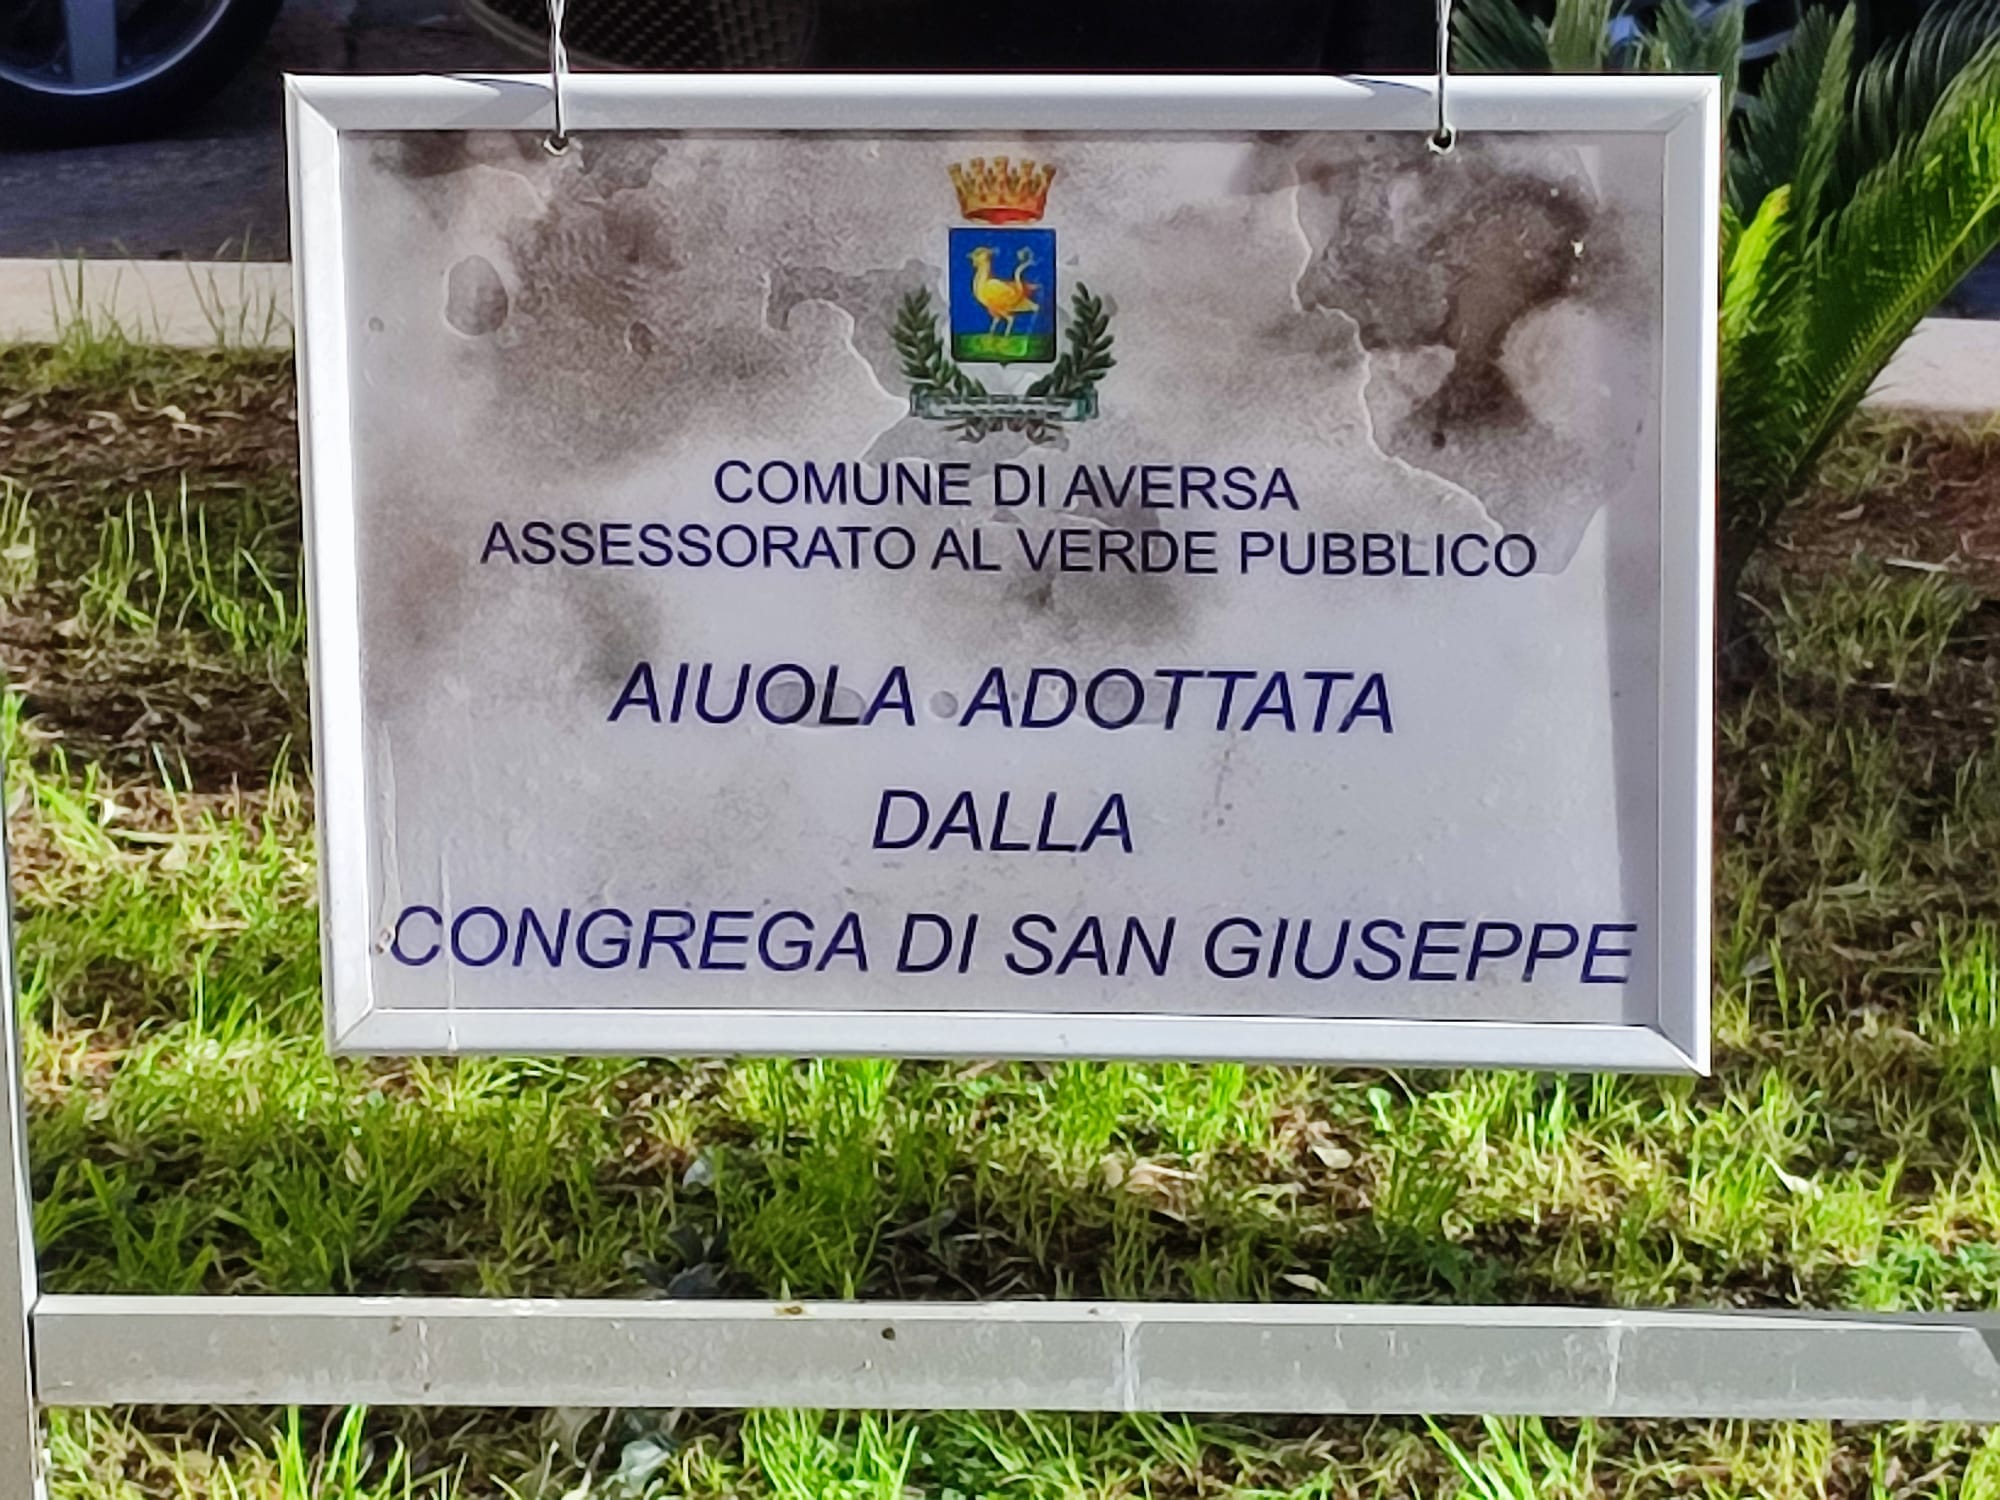 COMUNE DI AVERSA
ASSESSORATO AL VERDE PUBBLICO
AIUOLA ADOTTATA
DALLA
CONGREGA DI SAN GIUSEPPE